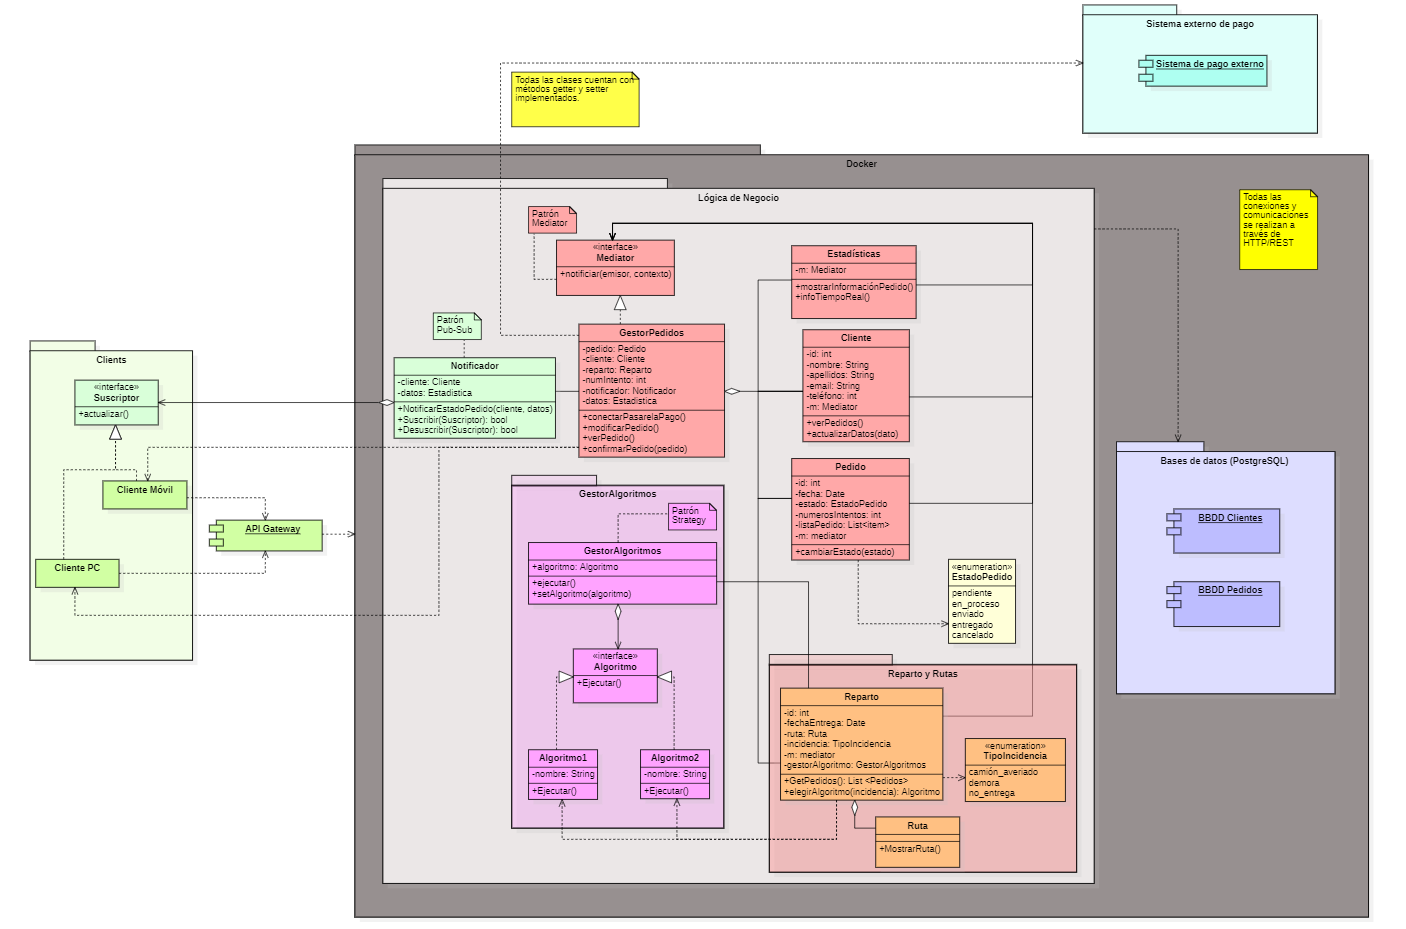 Sistema externo de pago
Sistema de pago externo
Todas las clases cuentan con
métodos getter y setter
implementados.
Docker
Todas las
conexiones y
comunicaciones
se realizan a
través de
HTTP/REST
Lógica de Negocio
Patrón
Mediator
«interface»
Mediator
+notificiar(emisor, contexto)
Estadísticas
-m: Mediator
+mostrarInformaciónPedido()
+infoTiempoReal()
Patrón
Pub-Sub
GestorPedidos
-pedido: Pedido
-cliente: Cliente
-reparto: Reparto
-numIntento: int
-notificador: Notificador
-datos: Estadistica
+conectarPasarelaPago()
+modificarPedido()
+verPedido()
+confirmarPedido(pedido)
Cliente
-id: int
-nombre: String
-apellidos: String
-email: String
-teléfono: int
-m: Mediator
+verPedidos()
+actualizarDatos(dato)
Notificador
-cliente: Cliente
-datos: Estadistica
+NotificarEstadoPedido(cliente, datos)
+Suscribir(Suscriptor): bool
+Desuscribir(Suscriptor): bool
Clients
«interface»
Suscriptor
+actualizar()
Cliente Móvil
API Gateway
Cliente PC
Pedido
-id: int
-fecha: Date
-estado: EstadoPedido
-numerosIntentos: int
-listaPedido: List<item>
-m: mediator
+cambiarEstado(estado)
Bases de datos (PostgreSQL)
BBDD Clientes
BBDD Pedidos
GestorAlgoritmos
Patrón
Strategy
GestorAlgoritmos
+algoritmo: Algoritmo
+ejecutar()
+setAlgoritmo(algoritmo)
«enumeration»
EstadoPedido
pendiente
en_proceso
enviado
entregado
cancelado
«interface»
Algoritmo
+Ejecutar()
Algoritmo1
-nombre: String
+Ejecutar()
Algoritmo2
-nombre: String
+Ejecutar()
Reparto y Rutas
Reparto
-id: int
-fechaEntrega: Date
-ruta: Ruta
-incidencia: TipoIncidencia
-m: mediator
-gestorAlgoritmo: GestorAlgoritmos
+GetPedidos(): List <Pedidos>
+elegirAlgoritmo(incidencia): Algoritmo
«enumeration»
TipoIncidencia
camión_averiado
demora
no_entrega
Ruta
+MostrarRuta()